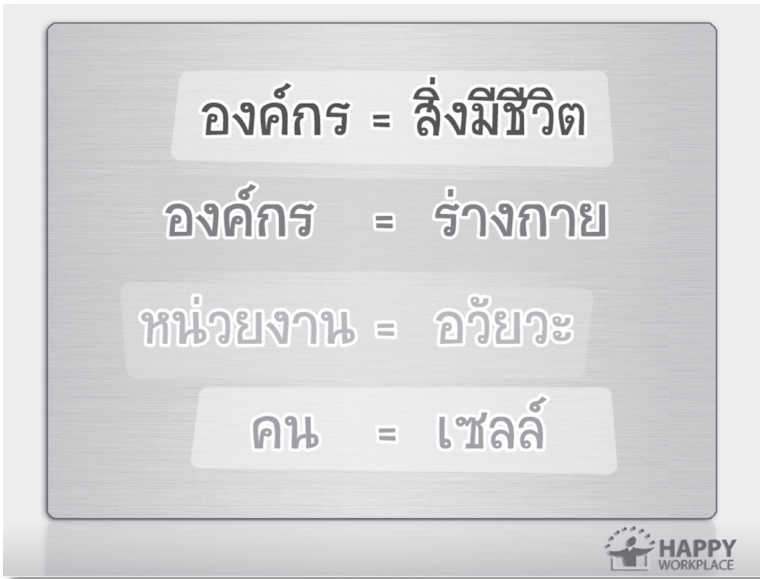 องค์กร = สิ่งมีชีวิต
องค์กร = ร่างกาย
หน่วยงาน = อวัยวะ
คน = เซลล์
HAPPY
WORKPLACE